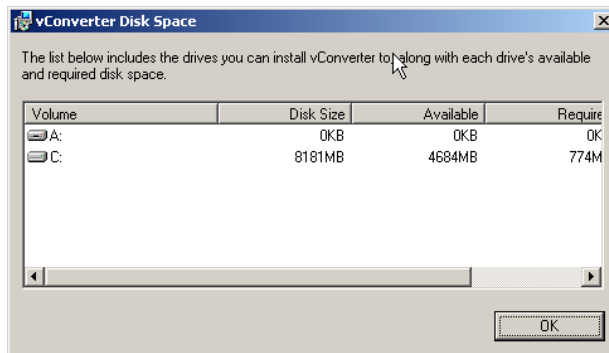 vConverter Disk Space
The list below includes the drives you can install vConverter to, along with each drive's available
and required disk space.
Volume Disk Size Available Require
A: 0KB 0KB 0K
C: 8181MB 4684MB 774M
OK